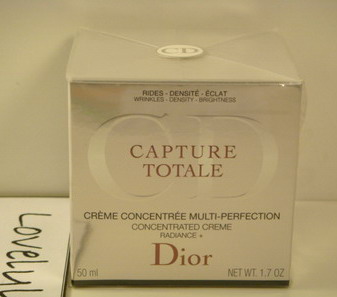 CD
RIDES - DENSITÉ - ÉCLAT
WRINKLES - DENSITY - BRIGHTNESS
CD
CAPTURE
TOTALE
CRÈME CONCENTRÉE MULTI-PERFECTION
CONCENTRATED CREME
RADIANCE +
Dior
50 ml NET WT. 1.7 OZ